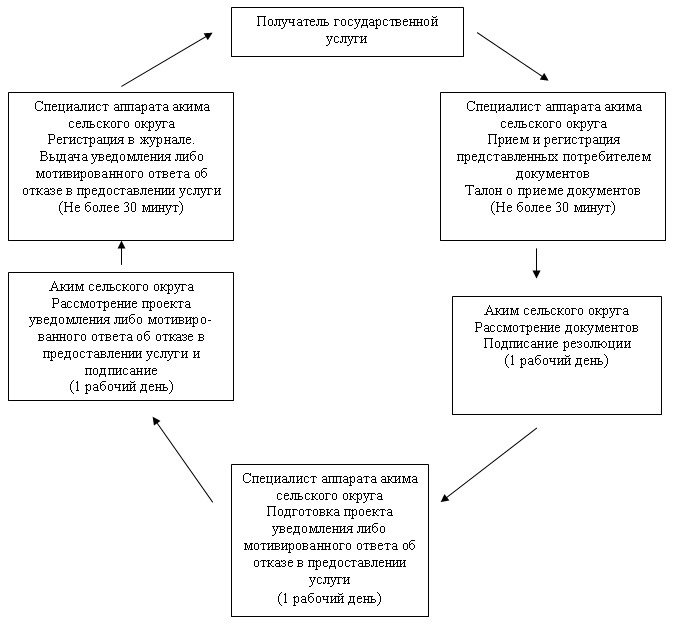 Получатель государственной
услуги
Специалист аппарата акима
сельского округа
Прием и регистрация
представленных потребителем
документов
Талон о приеме документов
(Не более 30 минут)
Аким сельского округа
Рассмотрение документов
Подписание резолюции
(1 рабочий день)
Специалист аппарата акима
сельского округа
Подготовка проекта
уведомления либо
мотивированного ответа об
отказе в предоставлении
услуги
(1 рабочий день)
Аким сельского округа
Рассмотрение проекта
уведомления либо мотивиро-
ванного ответа об отказе в
предоставлении услуги и
подписание
(1 рабочий день)
Специалист аппарата акима
сельского округа
Регистрация в журнале.
Выдача уведомления либо
мотивированного ответа об
отказе в предоставлении услуги
(Не более 30 минут)